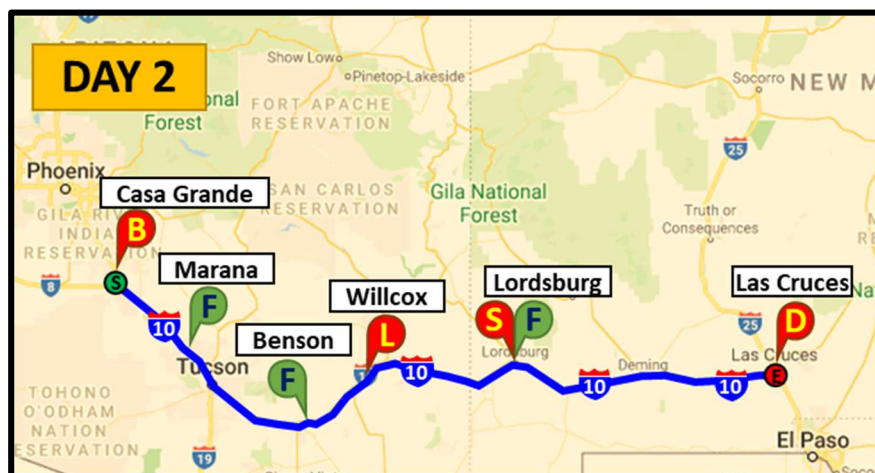 DAY 2
Show Low
Pinetop-Lakeside
FORT APACHE
RESERVATION
Forest
Socorro
NEW M
25
Phoenix
Casa Grande
SAN CARLOS
RESERVATION
Gila National
Forest
Truth or
Consequences
GILA RIV
INDIA
RESERVATION
B
8
S
Marana
F
10
Willcox
L
Benson
F
Lordsburg
S
F
Lordsburg
Las Cruces
D
25
Las Cruces
E
Tucson
10
Deming
10
10
TOHONO
O'ODHAM
NATION
RESERVATION
19
El Paso